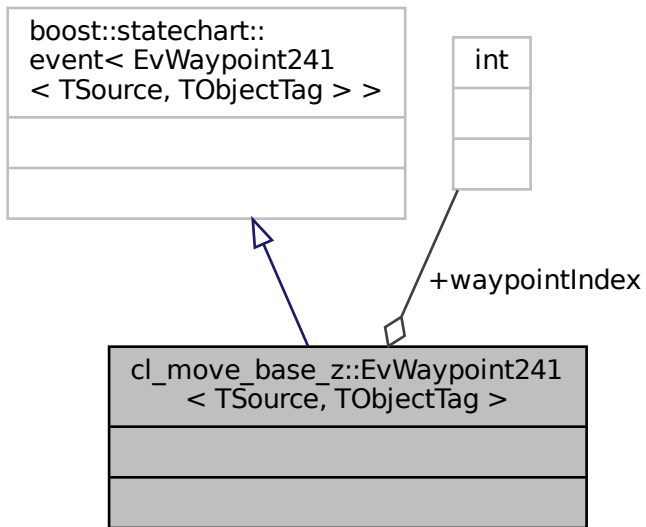 boost::statechart::
event< EvWaypoint241
< TSource, TObjectTag > >
int
+waypointIndex
cl_move_base_z::EvWaypoint241
< TSource, TObjectTag >